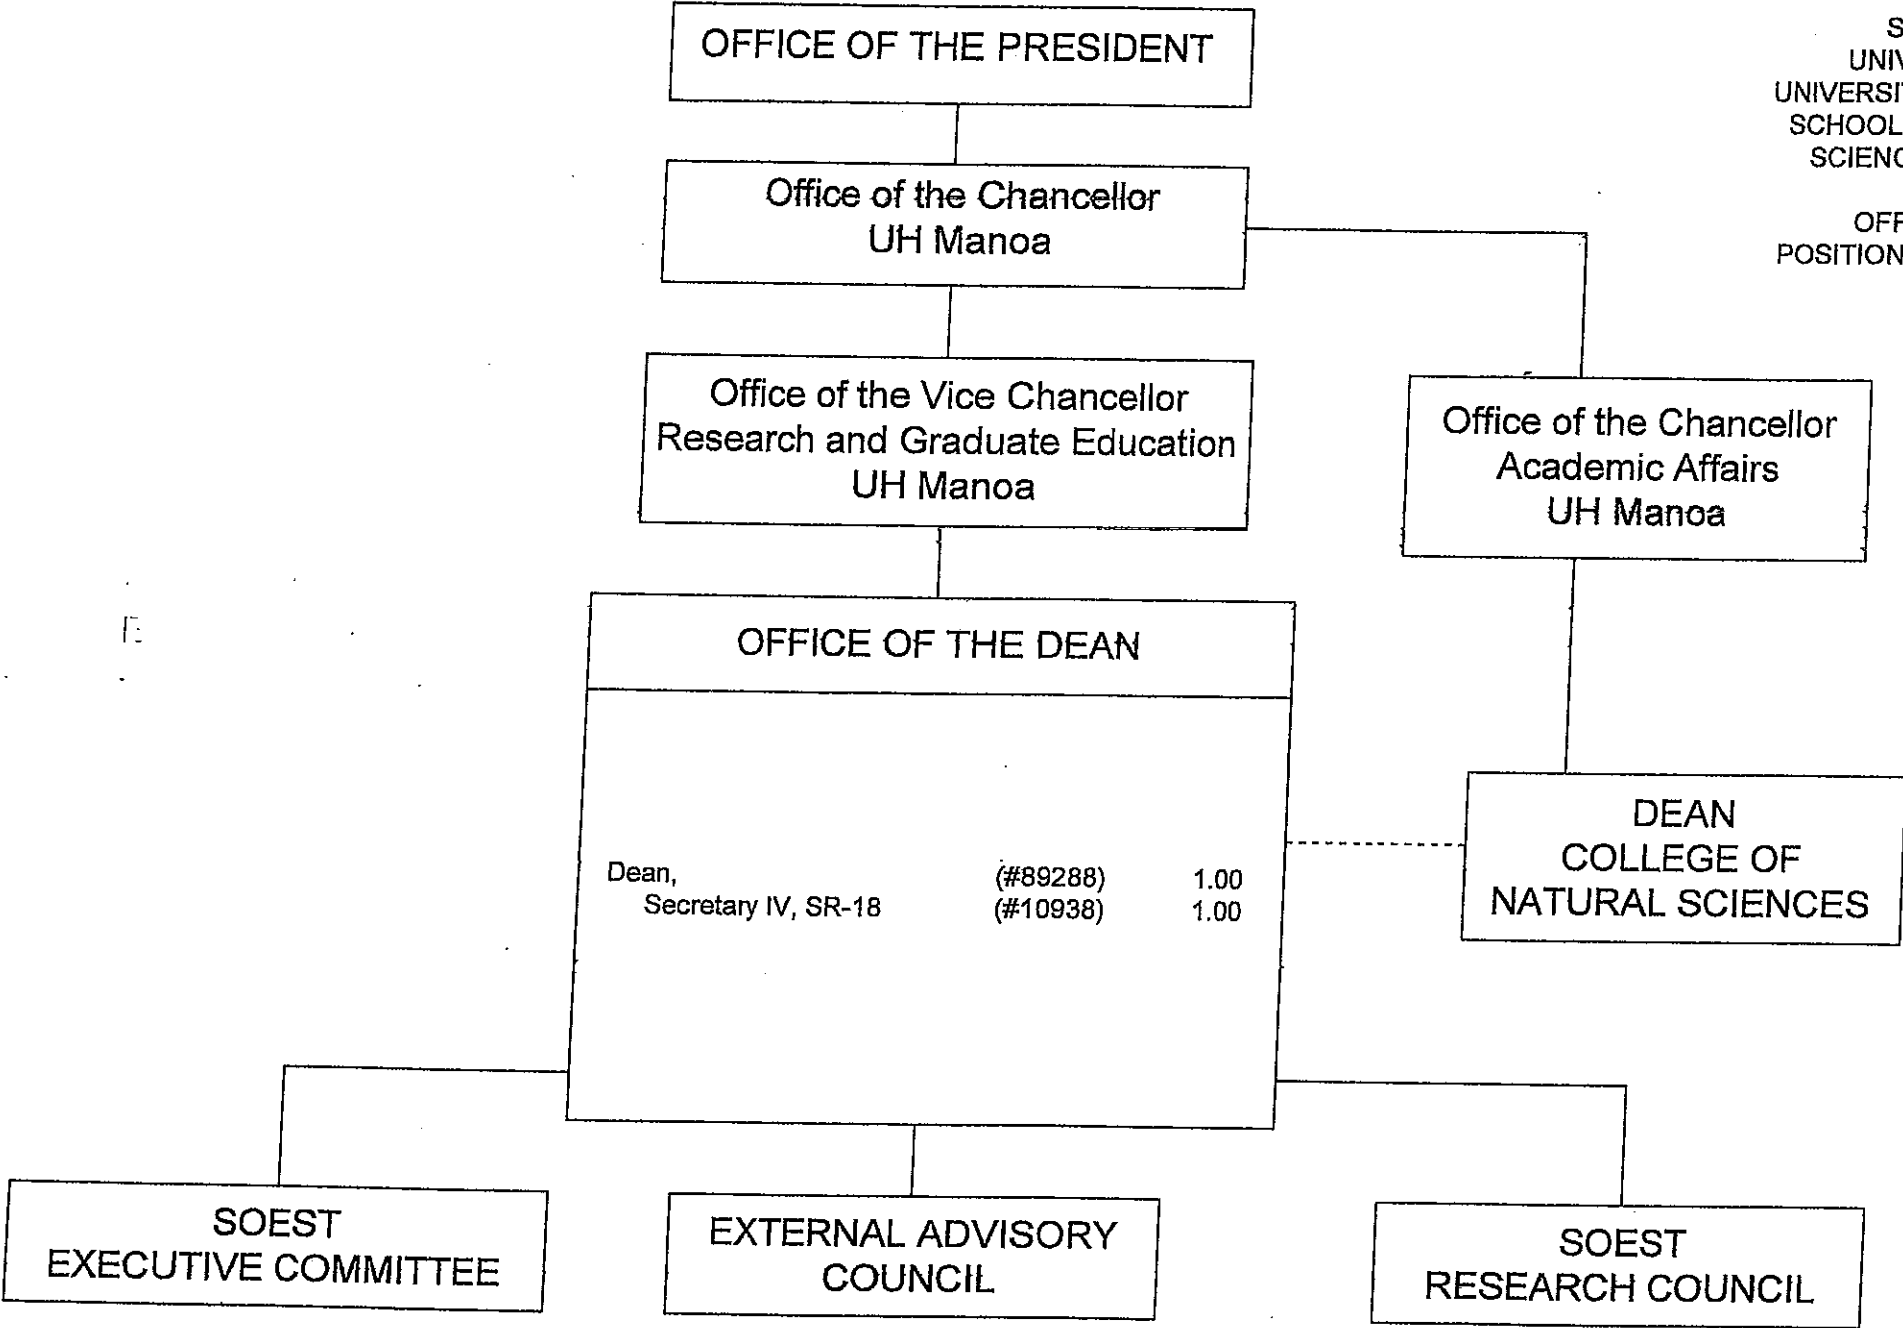 OFFICE OF THE PRESIDENT
UNIVERSIT
SCHOOL
POSITION
Office of the Chancellor
UH Manoa
Office of the Vice Chancellor
Research and Graduate Education
UH Manoa
Office of the Chancellor
Academic Affairs
UH Manoa
OFFICE OF THE DEAN
Dean, (#89288) 1.00
Secretary IV, SR-18 (#10938) 1.00
DEAN
COLLEGE OF
NATURAL SCIENCES
SOEST
EXECUTIVE COMMITTEE
EXTERNAL ADVISORY
COUNCIL
SOEST
RESEARCH COUNCIL